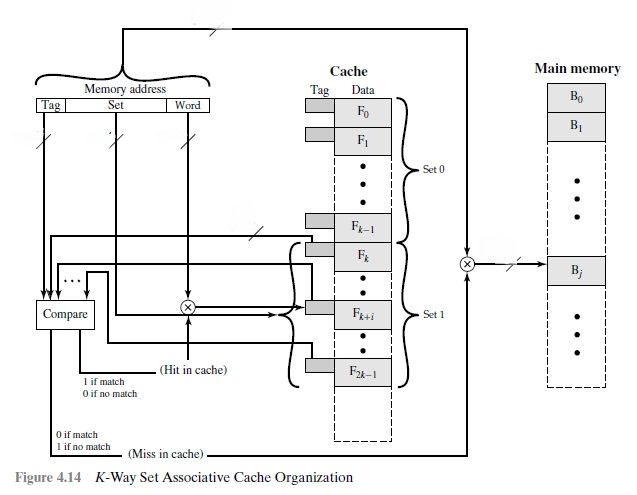 Cache
Main memory
Memory address
Tag Data
Tag Set Word
F0
B0
F1
B1
Set 0
Fk−1
Fk
Bj
Compare
Fk+i
Set 1
(Hit in cache)
F2k−1
1 if match
0 if no match
0 if match
1 if no match
(Miss in cache)
Figure 4.14 K-Way Set Associative Cache Organization